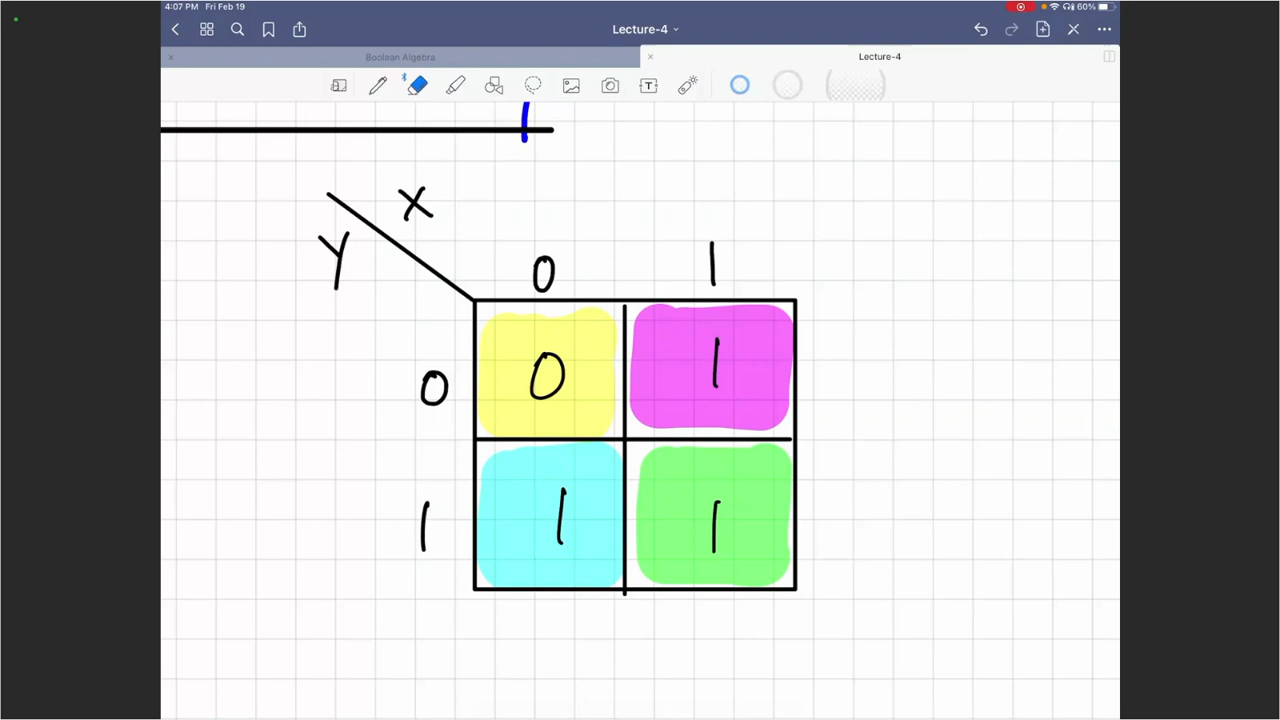 4:07 PM Fri Feb 19
60%
Lecture-4
Boolean Algebra
Lecture-4
T
X
Y
0 1
0 0 1
1 1 1